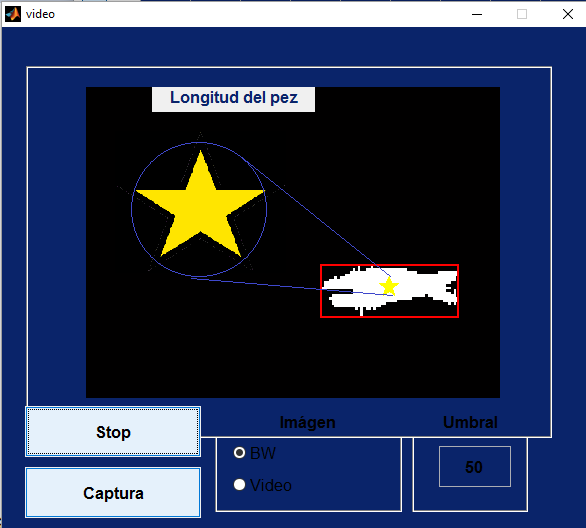 video
Longitud del pez
Stop
Captura
Imágen
BW
Video
Umbral
50